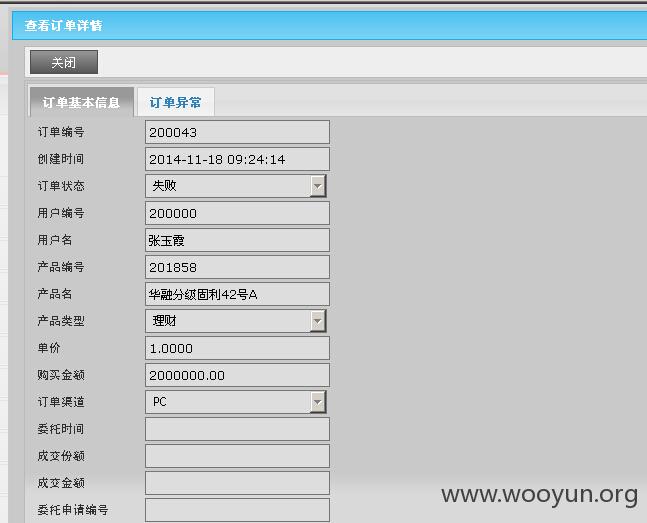 查看订单详情
关闭
订单基本信息 订单异常
订单编号 200043
创建时间 2014-11-18 09:24:14
订单状态 失败
用户编号 200000
用户名 张玉霞
产品编号 201858
产品名 华融分级固利42号A
产品类型 理财
单价 1.0000
购买金额 2000000.00
订单渠道 PC
委托时间
成交份额
成交金额
委托申请编号
www.wooyun.org